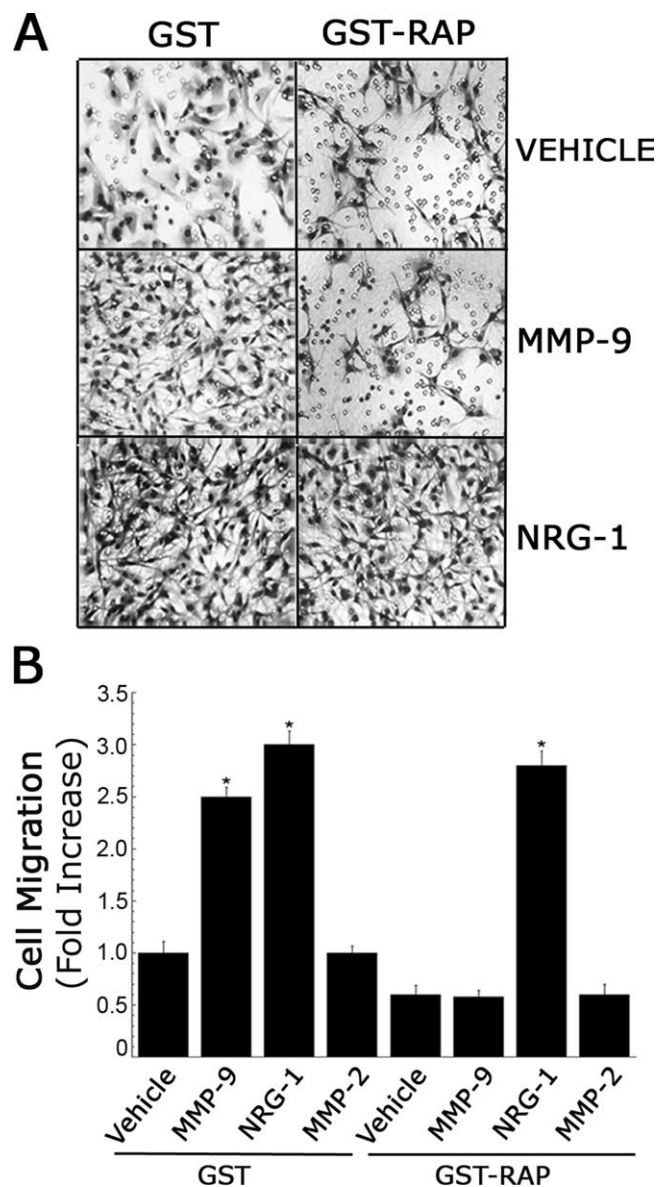 A
GST GST-RAP
VEHICLE
MMP-9
NRG-1
B
Cell Migration
(Fold Increase)
3.5
3.0
2.5
2.0
1.5
1.0
0.5
0
* * *
Vehicle MMP-9 NRG-1 MMP-2 Vehicle MMP-9 NRG-1 MMP-2
GST GST-RAP